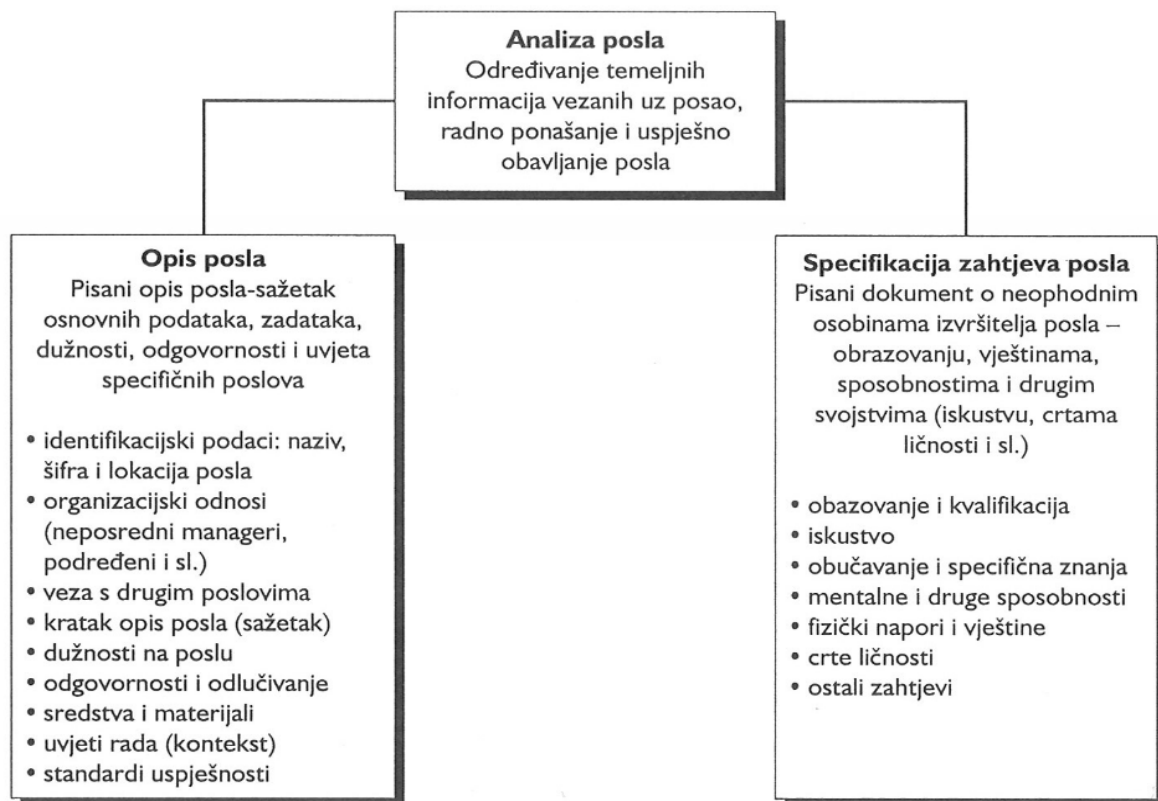 Analiza posla
Određivanje temeljnih
informacija vezanih uz posao,
radno ponašanje i uspješno
obavljanje posla
Opis posla
Pisani opis posla-sažetak
osnovnih podataka, zadataka,
dužnosti, odgovornosti i uvjeta
specifičnih poslova
• identifikacijski podaci: naziv,
šifra i lokacija posla
• organizacijski odnosi
(neposredni manageri,
podređeni i sl.)
• veza s drugim poslovima
• kratak opis posla (sažetak)
• dužnosti na poslu
• odgovornosti i odlučivanje
• sredstva i materijali
• uvjeti rada (kontekst)
• standardi uspješnosti
Specifikacija zahtjeva posla
Pisani dokument o neophodnim
osobinama izvršitelja posla –
obrazovanju, vještinama,
sposobnostima i drugim
svojstvima (iskustvu, crtama
ličnosti i sl.)
• obazovanje i kvalifikacija
• iskustvo
• obučavanje i specifična znanja
• mentalne i druge sposobnosti
• fizički napori i vještine
• crte ličnosti
• ostali zahtjevi